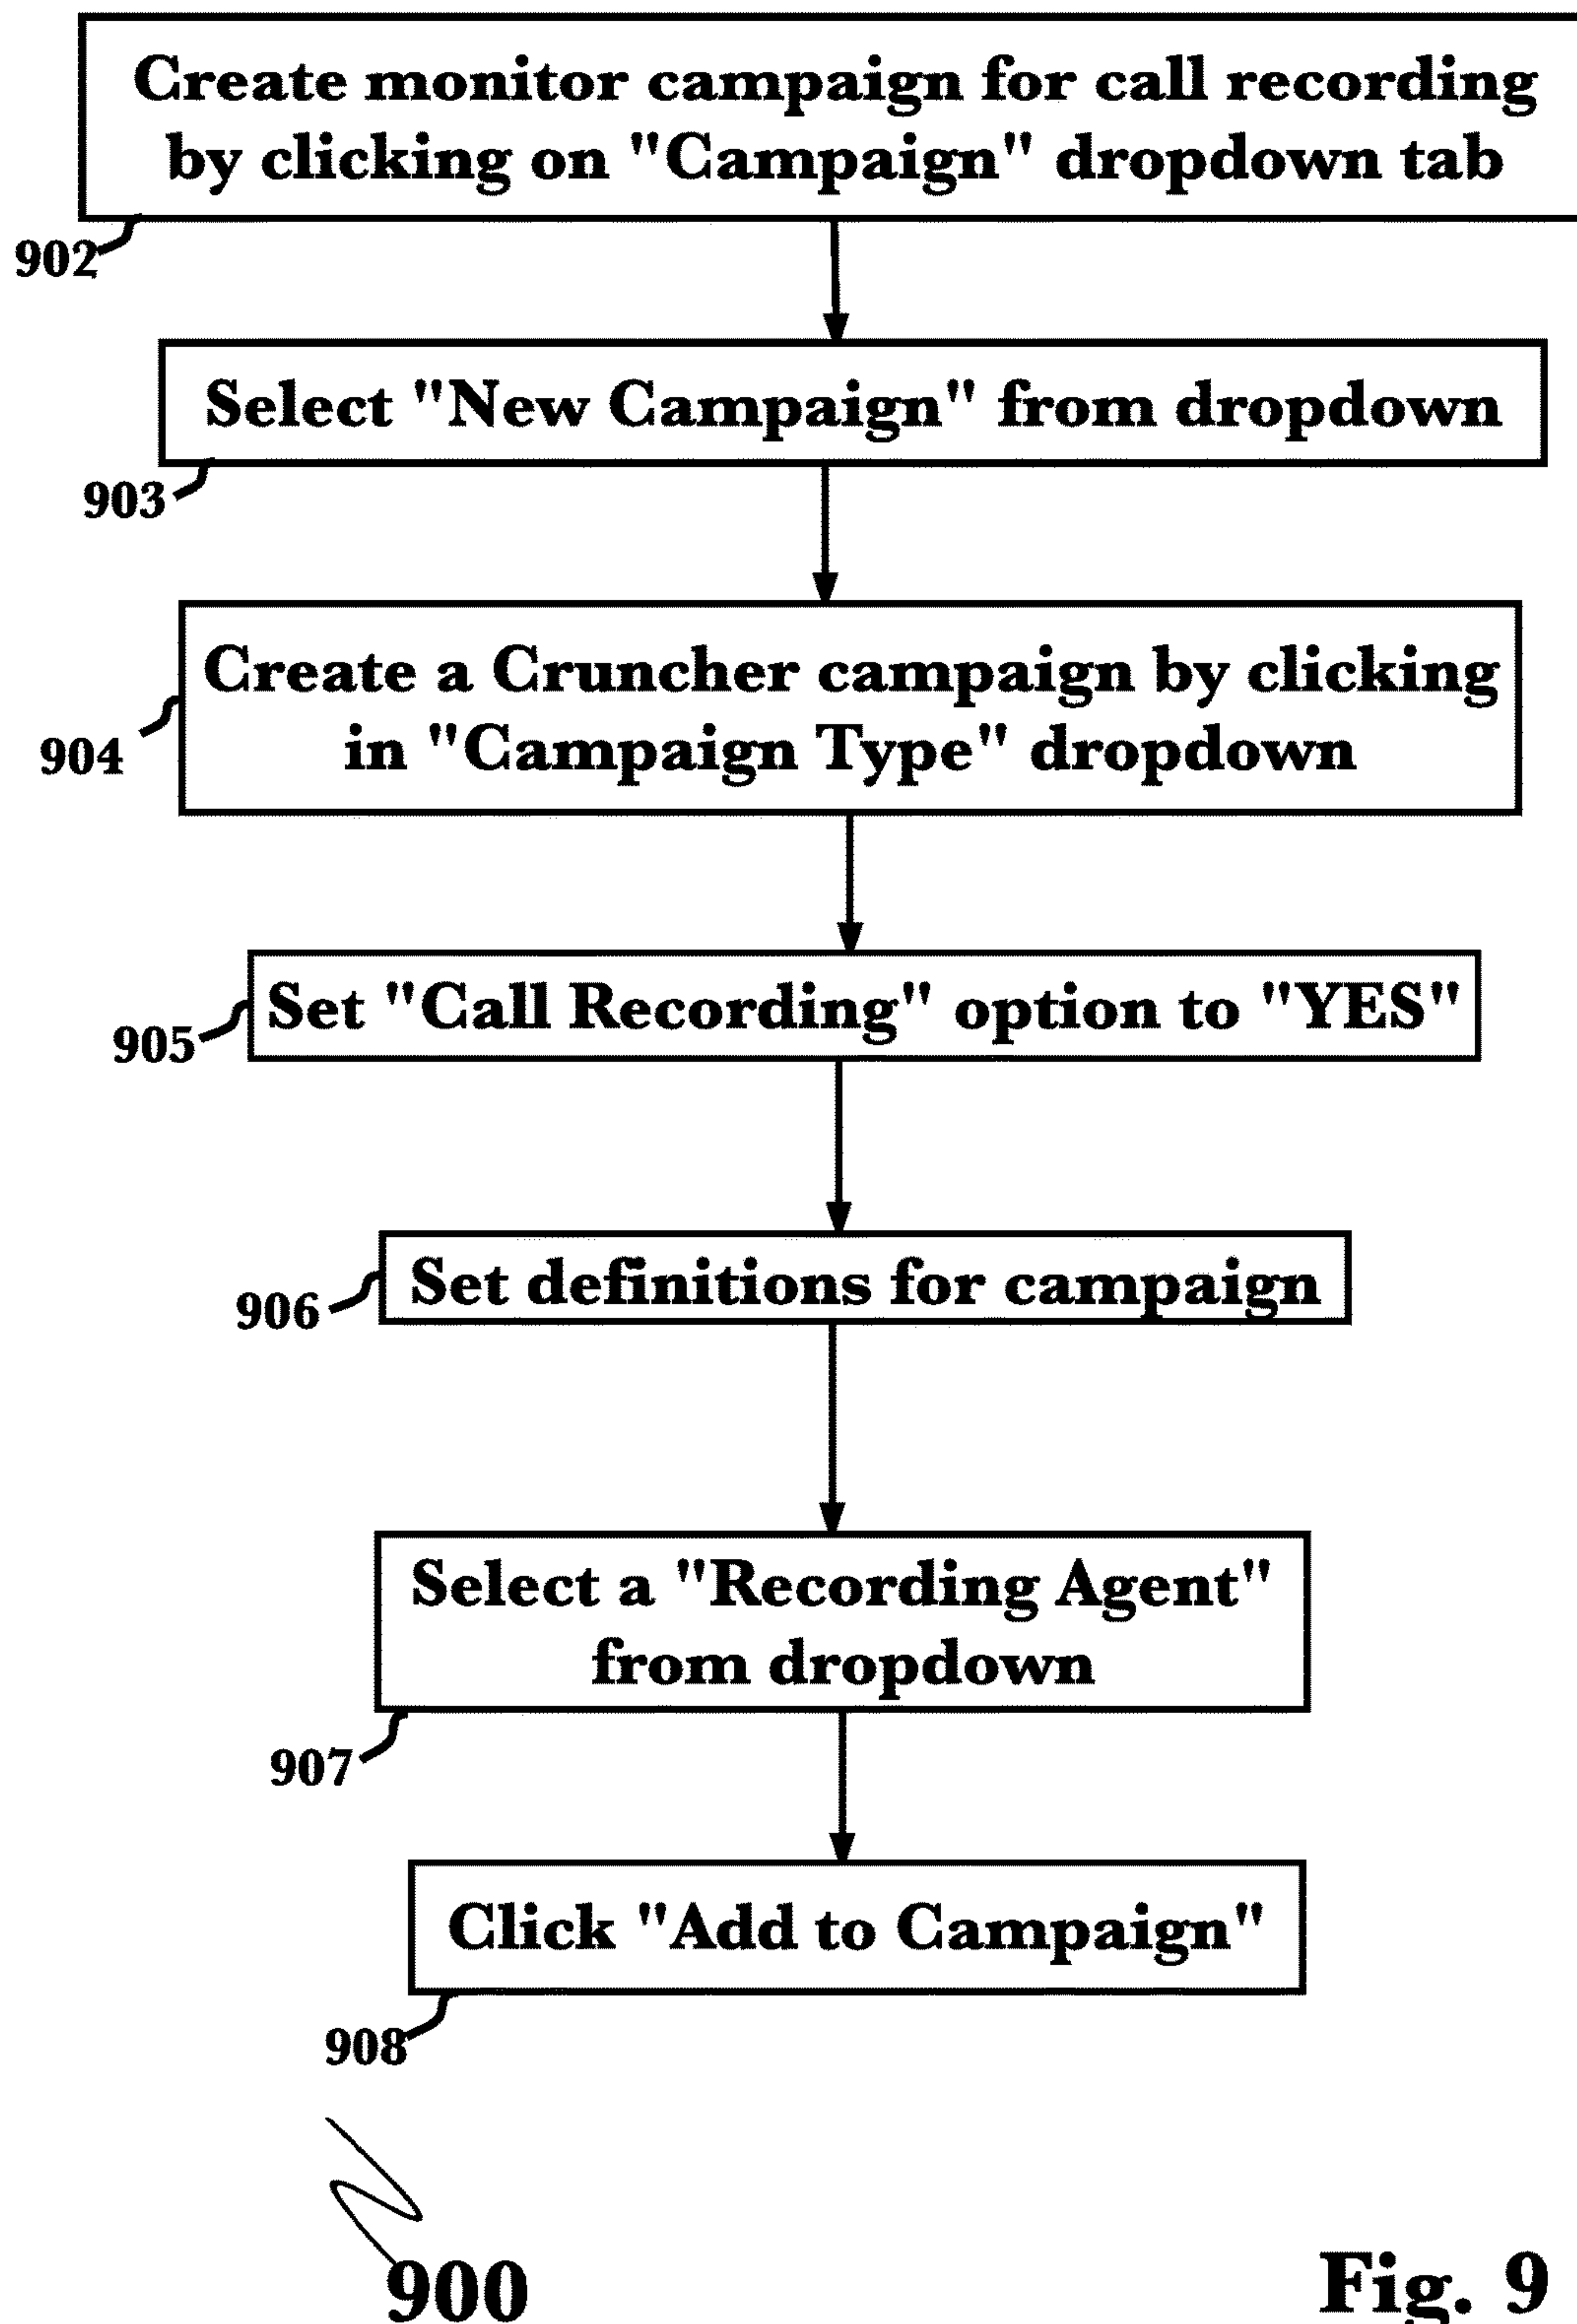 Create monitor campaign for call recording
by clicking on "Campaign" dropdown tab
902
Select "New Campaign" from dropdown
903
Create a Cruncher campaign by clicking
in "Campaign Type" dropdown
904
Set "Call Recording" option to "YES"
905
Set definitions for campaign
906
Select a "Recording Agent"
from dropdown
907
Click "Add to Campaign"
908
900
Fig. 9